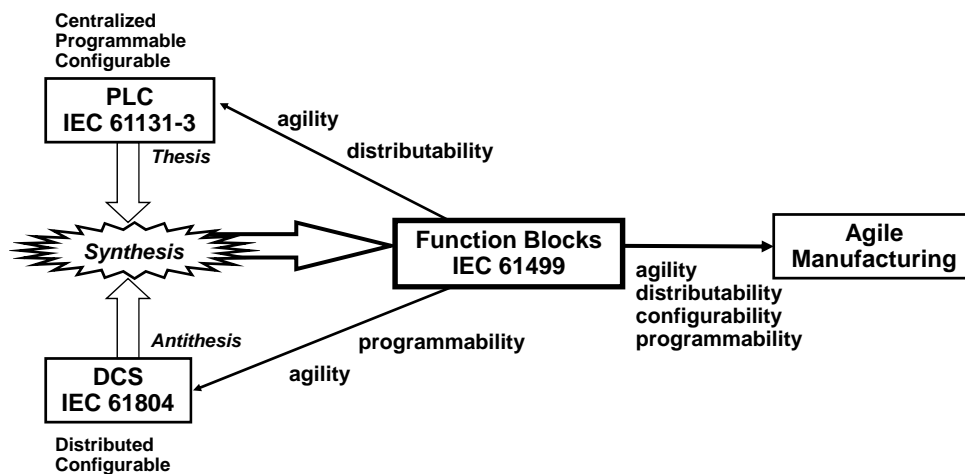 Centralized
Programmable
Configurable
PLC
IEC 61131-3
Thesis
agility
distributability
Synthesis
Function Blocks
IEC 61499
Agile
Manufacturing
agility
distributability
configurability
programmability
Antithesis
programmability
agility
DCS
IEC 61804
Distributed
Configurable